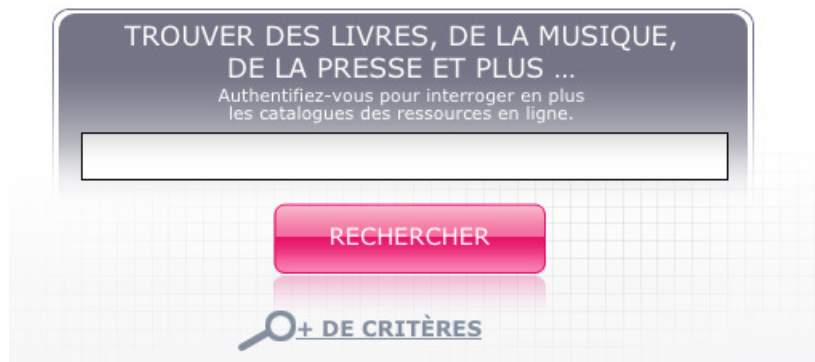 TROUVER DES LIVRES, DE LA MUSIQUE,
DE LA PRESSE ET PLUS ...
Authentifiez-vous pour interroger en plus
les catalogues des ressources en ligne.
RECHERCHER
+ DE CRITÈRES